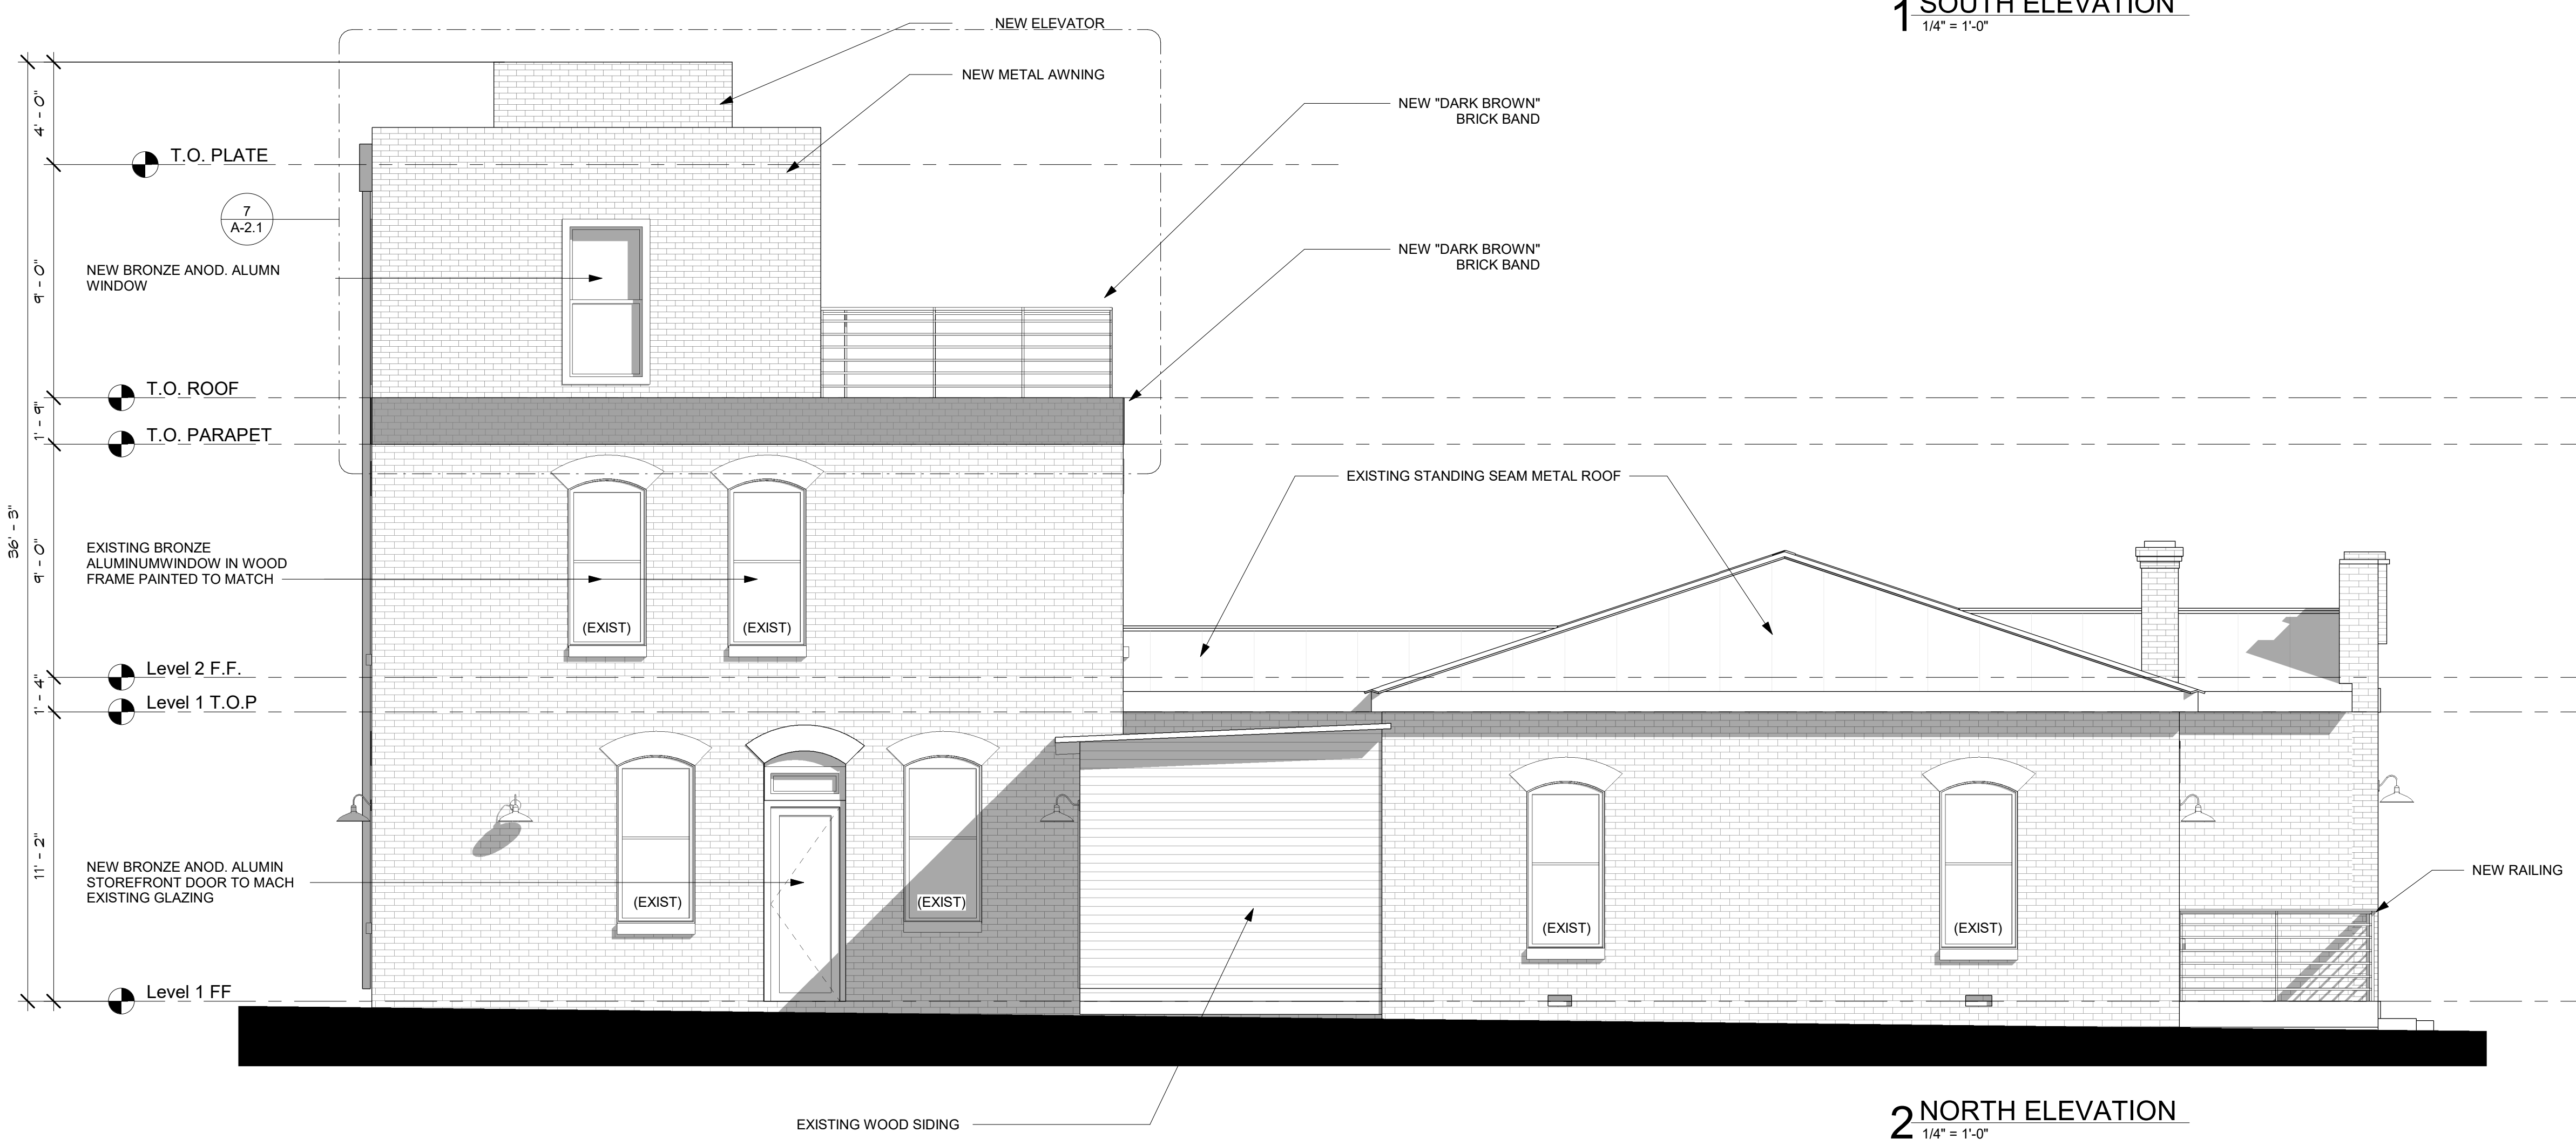 1 SOUTH ELEVATION
1/4" = 1'-0"
NEW ELEVATOR
NEW METAL AWNING
NEW "DARK BROWN"
BRICK BAND
4' - 0"
T.O. PLATE
7
A-2.1
NEW "DARK BROWN"
BRICK BAND
NEW BRONZE ANOD. ALUMN
WINDOW
9' - 0"
T.O. ROOF
1' - 9"
T.O. PARAPET
EXISTING STANDING SEAM METAL ROOF
36' - 3"
9' - 0"
EXISTING BRONZE
ALUMINUMWINDOW IN WOOD
FRAME PAINTED TO MATCH
(EXIST)
(EXIST)
Level 2 F.F.
1' - 4"
Level 1 T.O.P
11' - 2"
NEW BRONZE ANOD. ALUMIN
STOREFRONT DOOR TO MACH
EXISTING GLAZING
(EXIST)
(EXIST)
(EXIST)
(EXIST)
NEW RAILING
Level 1 FF
EXISTING WOOD SIDING
2 NORTH ELEVATION
1/4" = 1'-0"